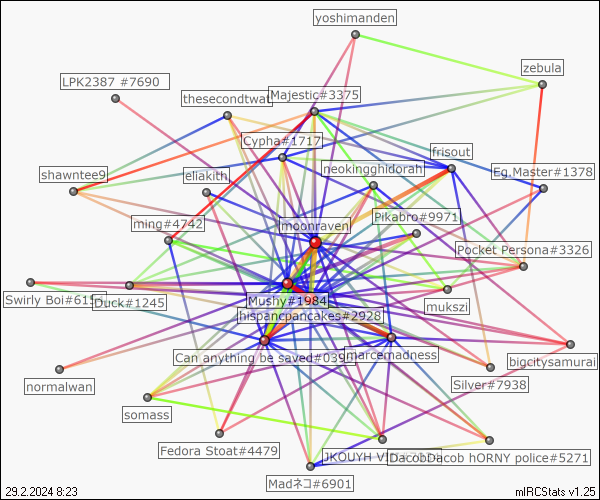 yoshimanden
zebula
LPK2387 #7690
thesecondtwat
Majestic#3375
Cypha#1717
frisout
neokingghidorah
Eg.Master#1378
shawntee9
eliakith
Pikabro#9971
ming#4742
moonraven
Pocket Persona#3326
Swirly Boi#615
Duck#1245
Mushy#1984
mukszi
hispancpancakes#2928
Can anything be saved#039
marcemadness
bigcitysamurai
normalwan
Silver#7938
somass
Fedora Stoat#4479
JKOUYH
DacobDacob hORNY police#5271
Madネコ#6901
29.2.2024 8:23
mIRCStats v1.25